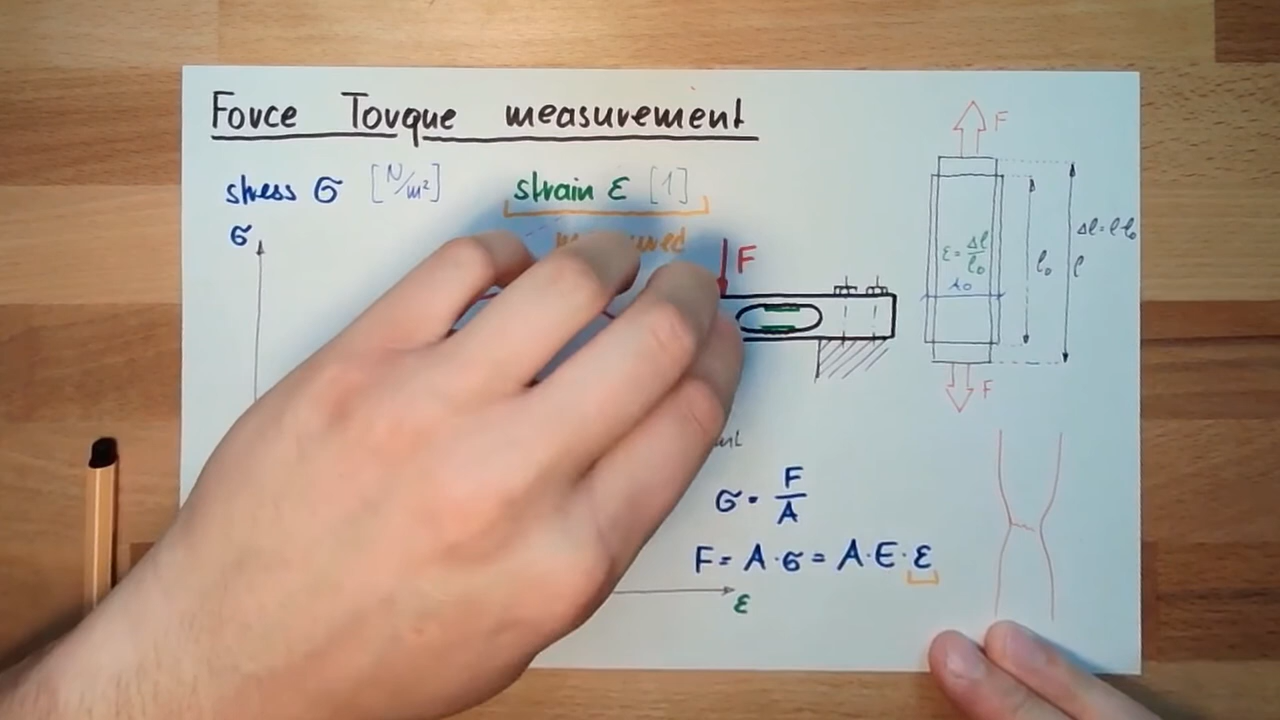 Force Torque measurement
stress σ [N/m²]
strain ε [1]
σ
F
F
ε = Δl/l₀
A₀
l₀
l
Δl = l-l₀
F
σ = F/A
F = A·σ = A·E·ε
ε